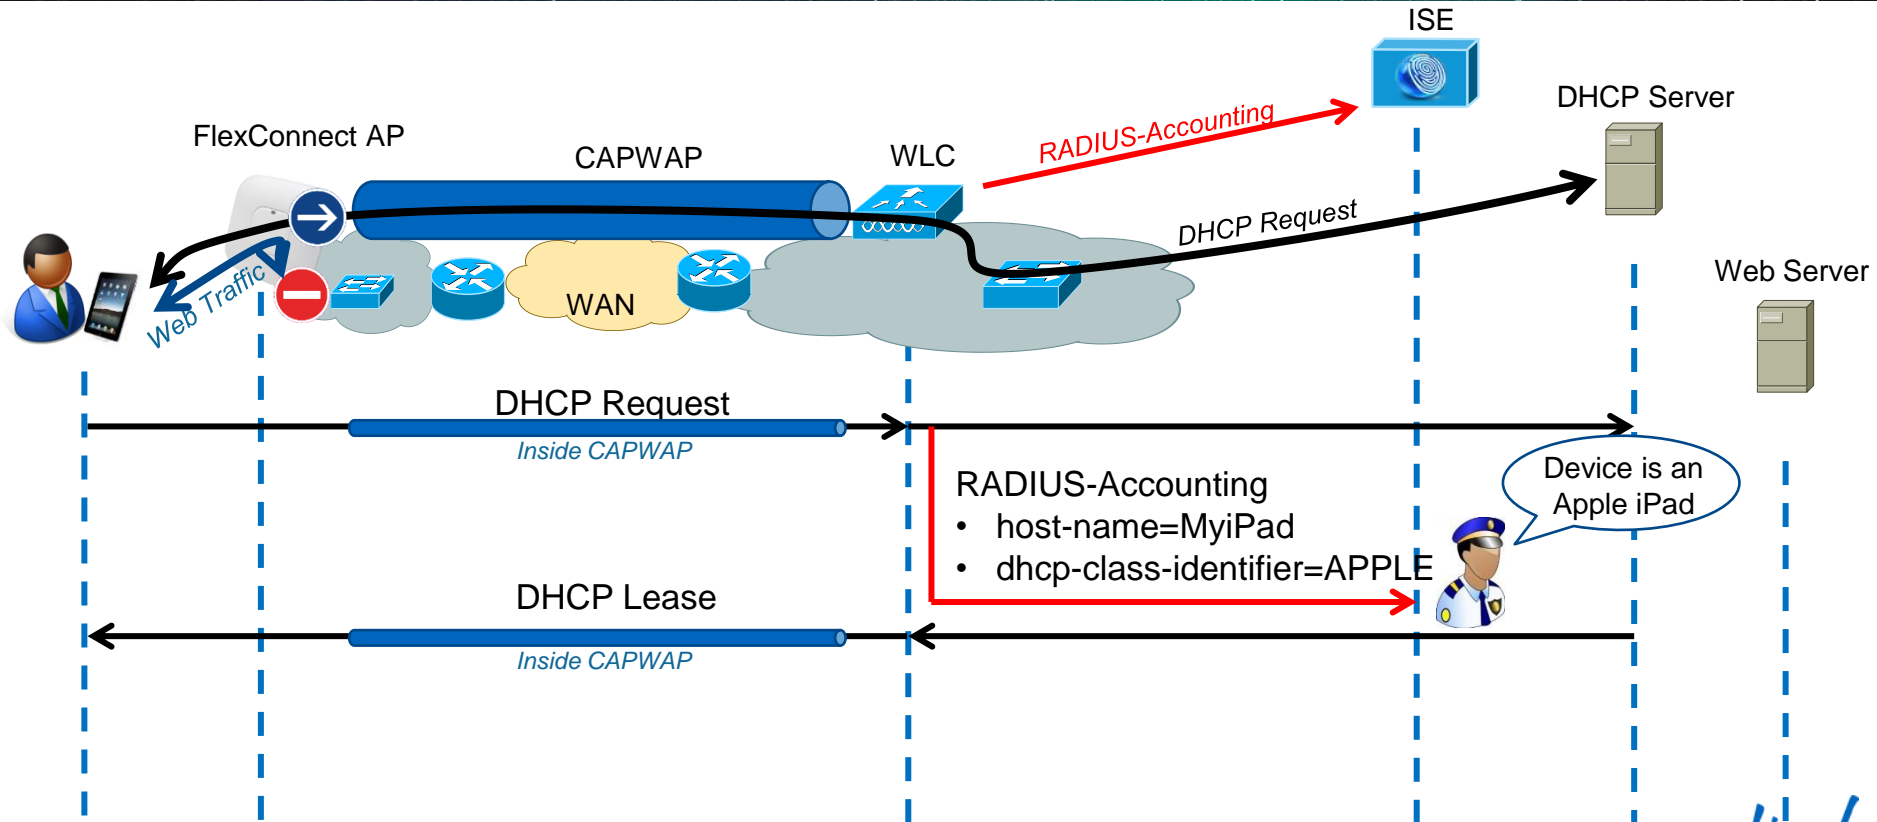 ISE
DHCP Server
FlexConnect AP
CAPWAP
WLC
RADIUS-Accounting
DHCP Request
Web Server
Web Traffic
WAN
DHCP Request
Inside CAPWAP
Device is an
Apple iPad
RADIUS-Accounting
• host-name=MyiPad
• dhcp-class-identifier=APPLE
DHCP Lease
Inside CAPWAP